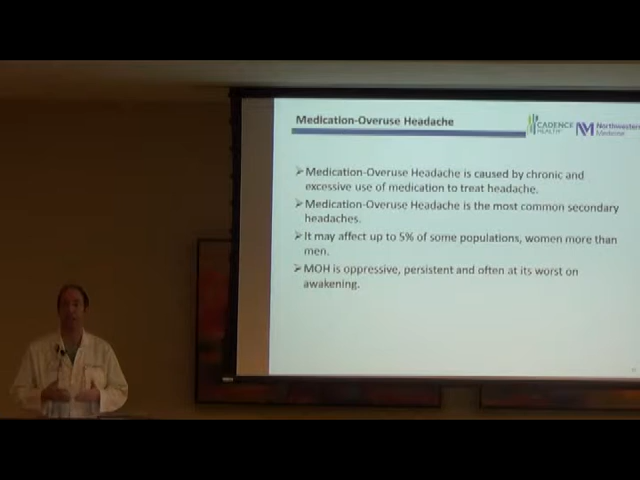 Medication-Overuse Headache
CADENCE
HEALTH
NM Northwestern
Medicine
➢Medication-Overuse Headache is caused by chronic and
excessive use of medication to treat headache.
➢Medication-Overuse Headache is the most common secondary
headaches.
➢It may affect up to 5% of some populations, women more than
men.
➢MOH is oppressive, persistent and often at its worst on
awakening.